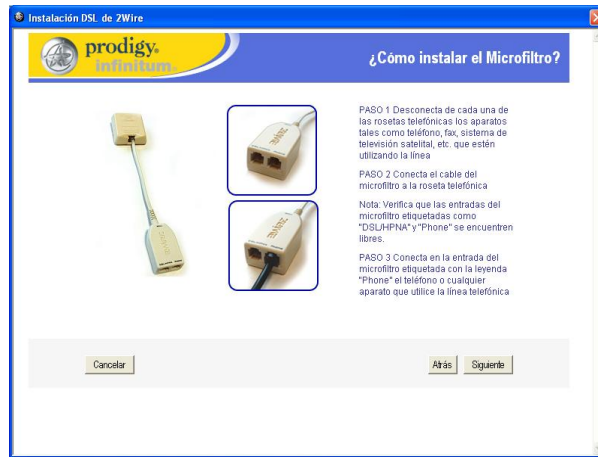 Instalación DSL de 2Wire
prodigy
infinitum
¿Cómo instalar el Microfiltro?
PASO 1 Desconecta de cada una de
las rosetas telefónicas los aparatos
tales como teléfono, fax, sistema de
televisión satelital, etc. que estén
utilizando la línea
PASO 2 Conecta el cable del
microfiltro a la roseta telefónica
Nota: Verifica que las entradas del
microfiltro etiquetadas como
"DSL/HPNA" y "Phone" se encuentren
libres.
PASO 3 Conecta en la entrada del
microfiltro etiquetada con la leyenda
"Phone" el teléfono o cualquier
aparato que utilice la línea telefónica
Cancelar
Atrás
Siguiente